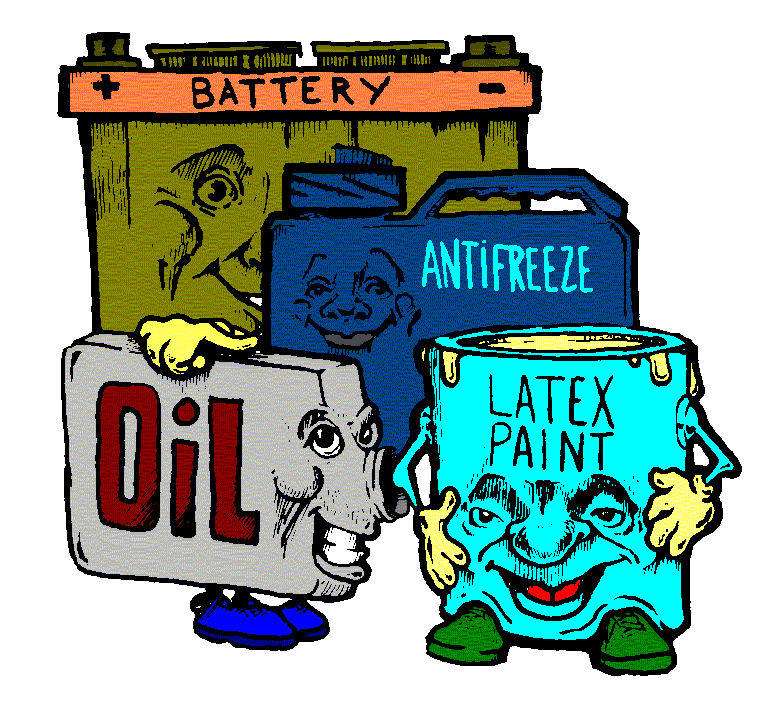 + BATTERY -
ANTiFREEZE
OiL
LATEX
PAINT